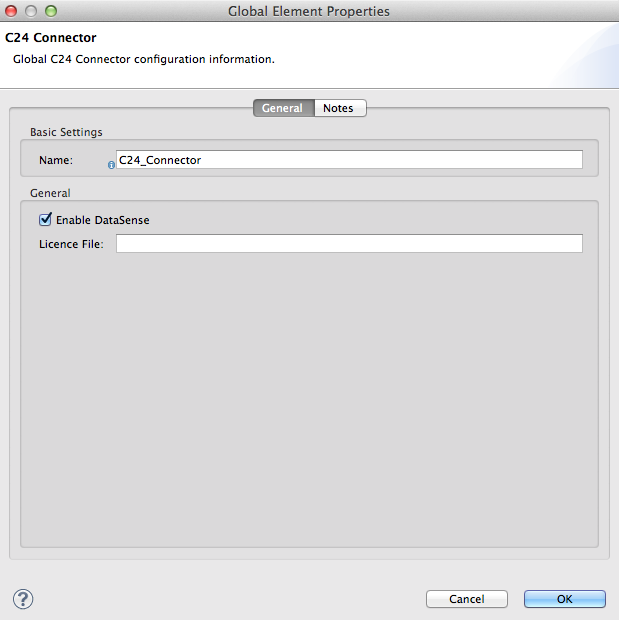 Global Element Properties
C24 Connector
Global C24 Connector configuration information.
General Notes
Basic Settings
Name: C24_Connector
General
Enable DataSense
Licence File:
?
Cancel OK